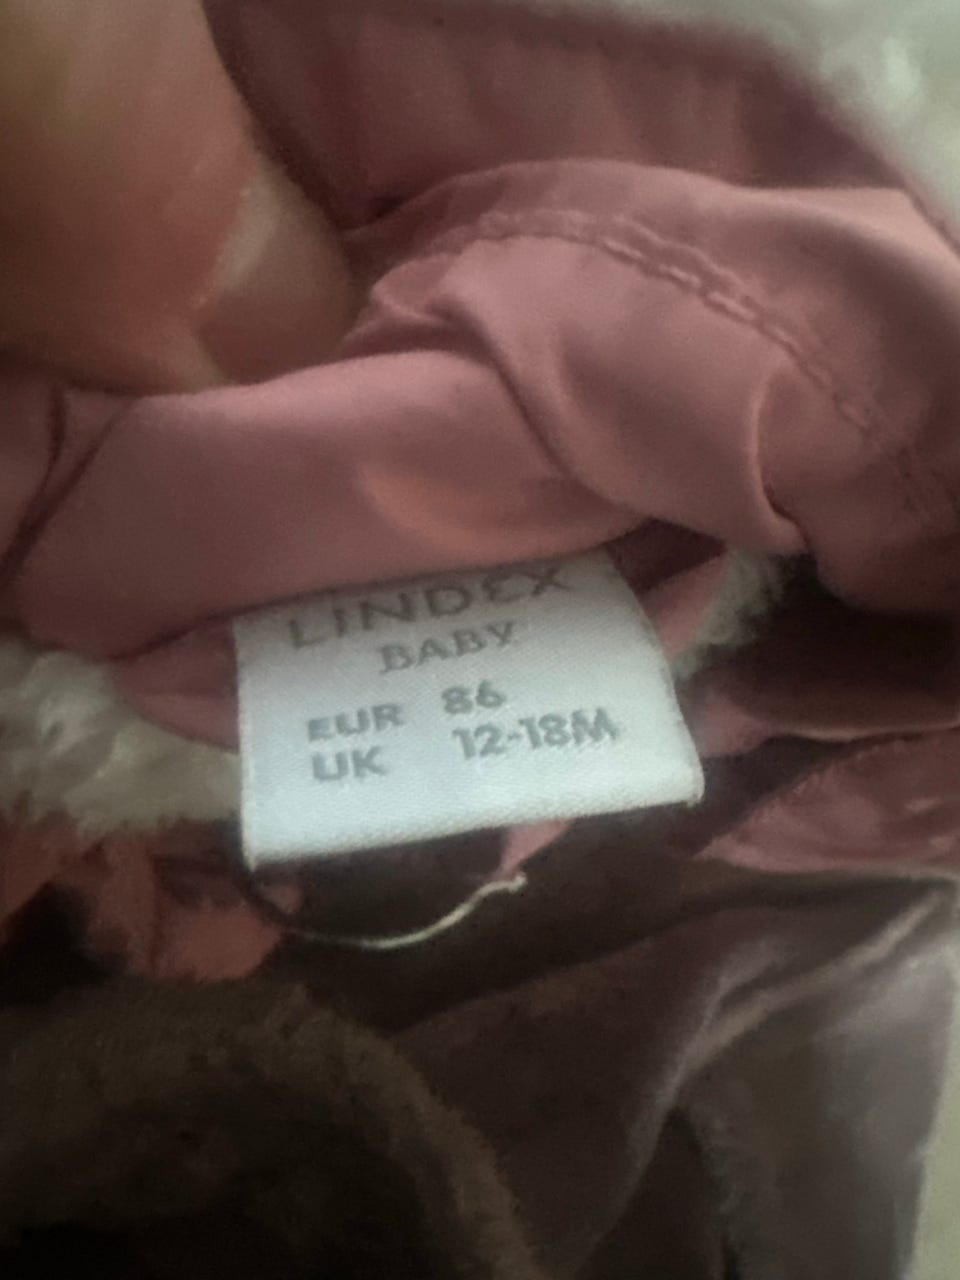 LINDEX
BABY
EUR 86
UK 12-18M